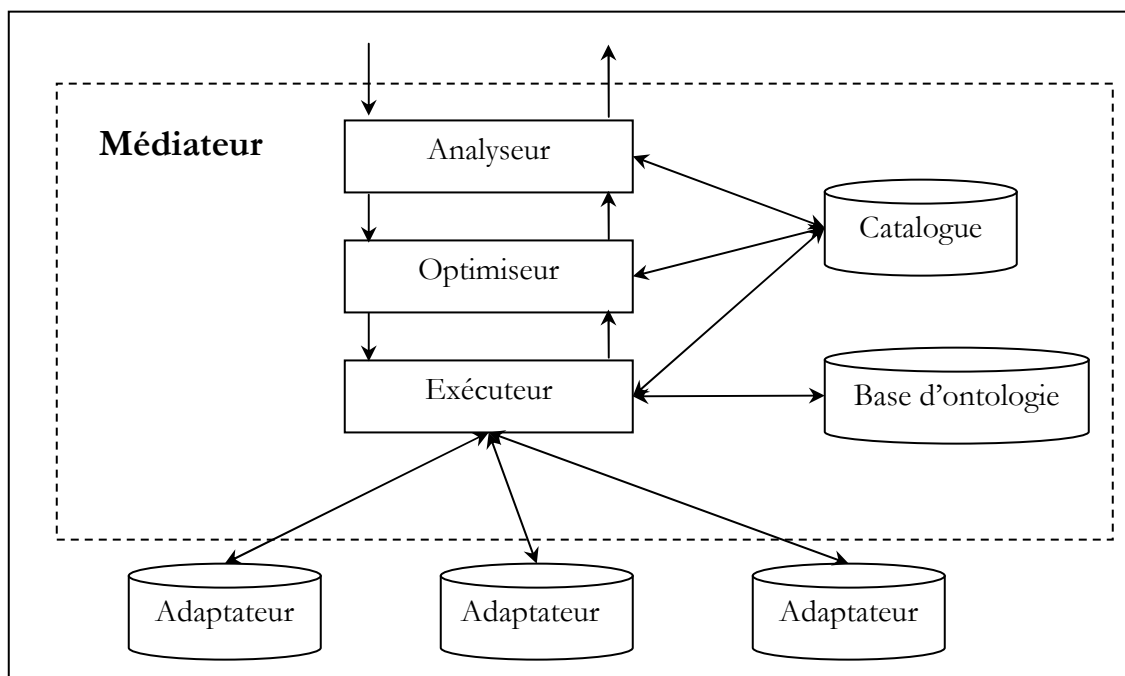 Médiateur
Analyseur
Catalogue
Optimiseur
Exécuteur
Base d’ontologie
Adaptateur
Adaptateur
Adaptateur